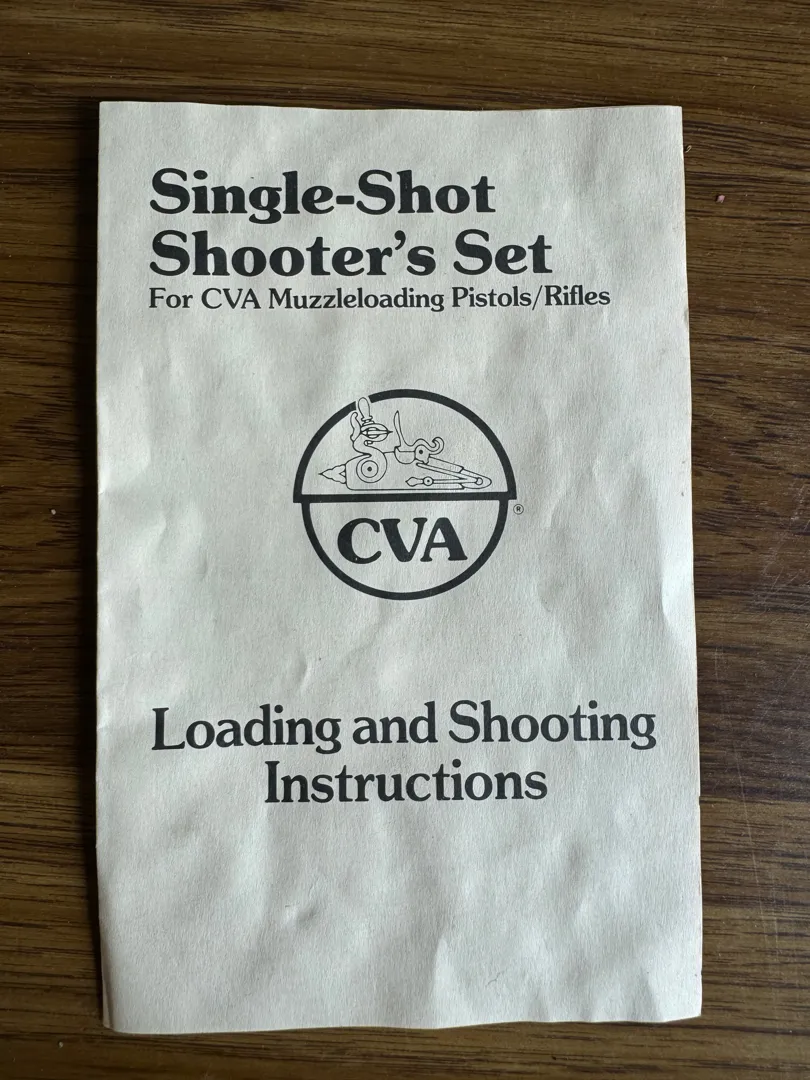 Single-Shot
Shooter's Set
For CVA Muzzleloading Pistols/Rifles
CVA
®
Loading and Shooting
Instructions